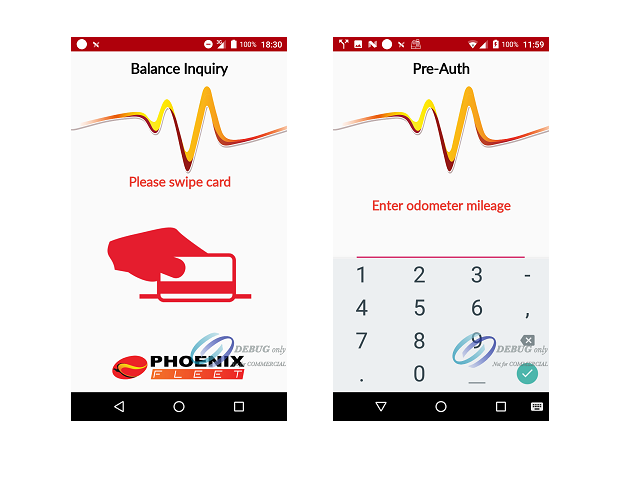 100% 18:30
Balance Inquiry
Please swipe card
DEBUG only
PHOENIX
for COMMERCIAL
FLEET
100% 11:59
Pre-Auth
Enter odometer mileage
1 2 3 -
4 5 6 ,
7 8 9
DEBUG only
Not for COMMERCIAL
. 0 _